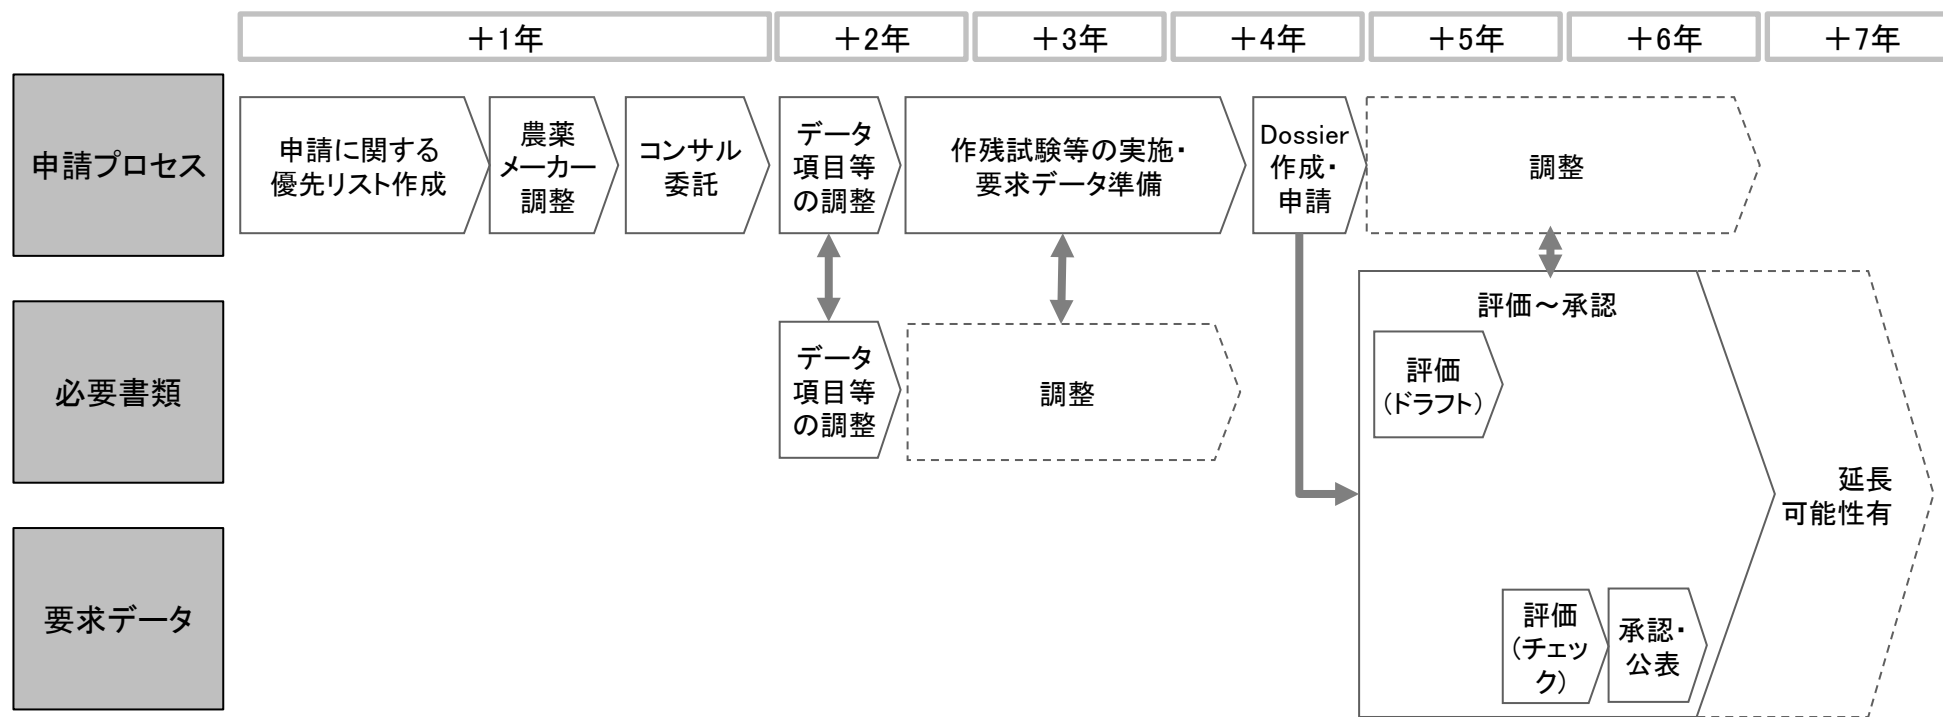 ＋1年
＋2年
＋3年
＋4年
＋5年
＋6年
＋7年
申請プロセス
申請に関する
優先リスト作成
農薬
メーカー
調整
コンサル
委託
データ
項目等
の調整
作残試験等の実施・
要求データ準備
Dossier
作成・
申請
調整
必要書類
データ
項目等
の調整
調整
評価～承認
評価
(ドラフト)
延長
可能性有
要求データ
評価
(チェッ
ク)
承認・
公表